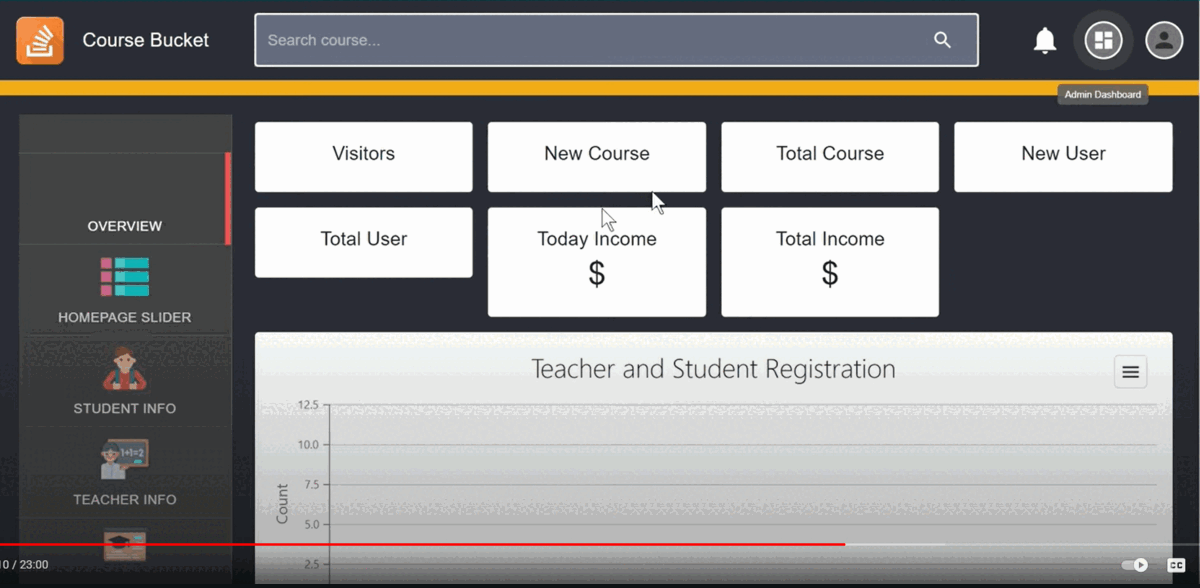 Course Bucket
Search course...
Admin Dashboard
Visitors
New Course
Total Course
New User
OVERVIEW
Total User
Today Income
$
Total Income
$
HOMEPAGE SLIDER
STUDENT INFO
1+1=2
TEACHER INFO
Teacher and Student Registration
12.5
10.0
7.5
5.0
2.5
Count
10 / 23:00
CC